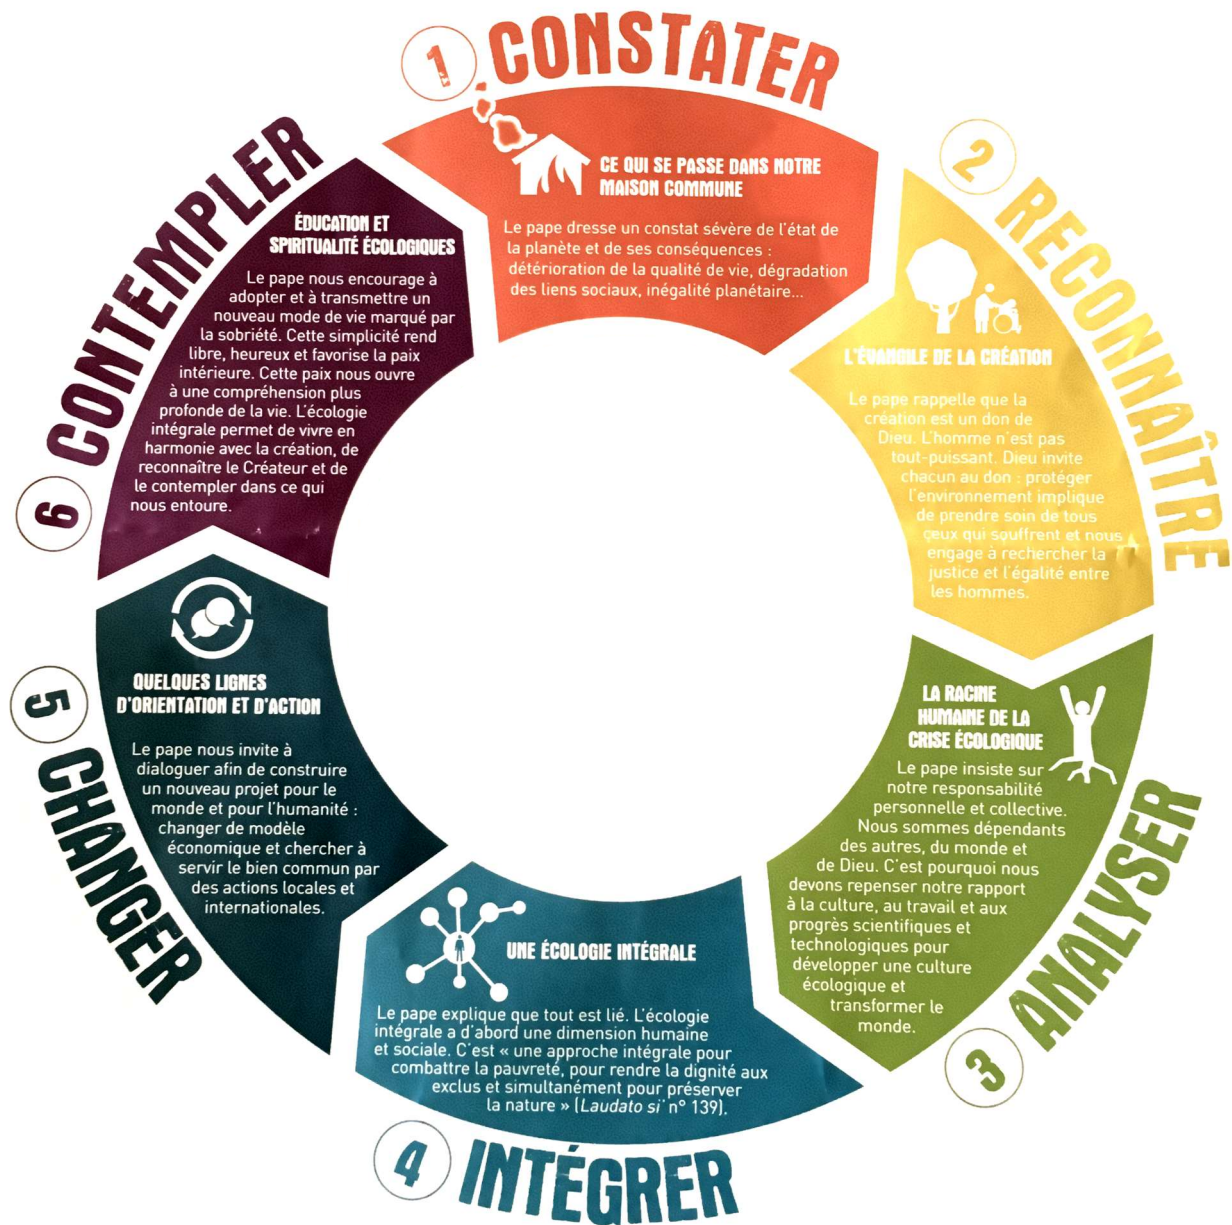 1 CONSTATER
CE QUI SE PASSE DANS NOTRE
MAISON COMMUNE
Le pape dresse un constat sévère de l'état de
la planète et de ses conséquences :
détérioration de la qualité de vie, dégradation
des liens sociaux, inégalité planétaire...
2 RECONNAÎTRE
L'ÉVANGILE DE LA CRÉATION
Le pape rappelle que la
création est un don de
Dieu. L'homme n'est pas
tout-puissant. Dieu invite
chacun au don : protéger
l'environnement implique
de prendre soin de tous
ceux qui souffrent et nous
engage à rechercher la
justice et l'égalité entre
les hommes.
3 ANALYSER
LA RACINE
HUMAINE DE LA
CRISE ÉCOLOGIQUE
Le pape insiste sur
notre responsabilité
personnelle et collective.
Nous sommes dépendants
des autres, du monde et
de Dieu. C'est pourquoi nous
devons repenser notre rapport
à la culture, au travail et aux
progrès scientifiques et
technologiques pour
développer une culture
écologique et
transformer le
monde.
4 INTÉGRER
UNE ÉCOLOGIE INTÉGRALE
Le pape explique que tout est lié. L'écologie
intégrale a d'abord une dimension humaine
et sociale. C'est « une approche intégrale pour
combattre la pauvreté, pour rendre la dignité aux
exclus et simultanément pour préserver
la nature » (Laudato si' n° 139).
5 CHANGER
QUELQUES LIGNES
D'ORIENTATION ET D'ACTION
Le pape nous invite à
dialoguer afin de construire
un nouveau projet pour le
monde et pour l'humanité :
changer de modèle
économique et chercher à
servir le bien commun par
des actions locales et
internationales.
6 CONTEMPLER
ÉDUCATION ET
SPIRITUALITÉ ÉCOLOGIQUES
Le pape nous encourage à
adopter et à transmettre un
nouveau mode de vie marqué par
la sobriété. Cette simplicité rend
libre, heureux et favorise la paix
intérieure. Cette paix nous ouvre
à une compréhension plus
profonde de la vie. L'écologie
intégrale permet de vivre en
harmonie avec la création, de
reconnaître le Créateur et de
le contempler dans ce qui
nous entoure.